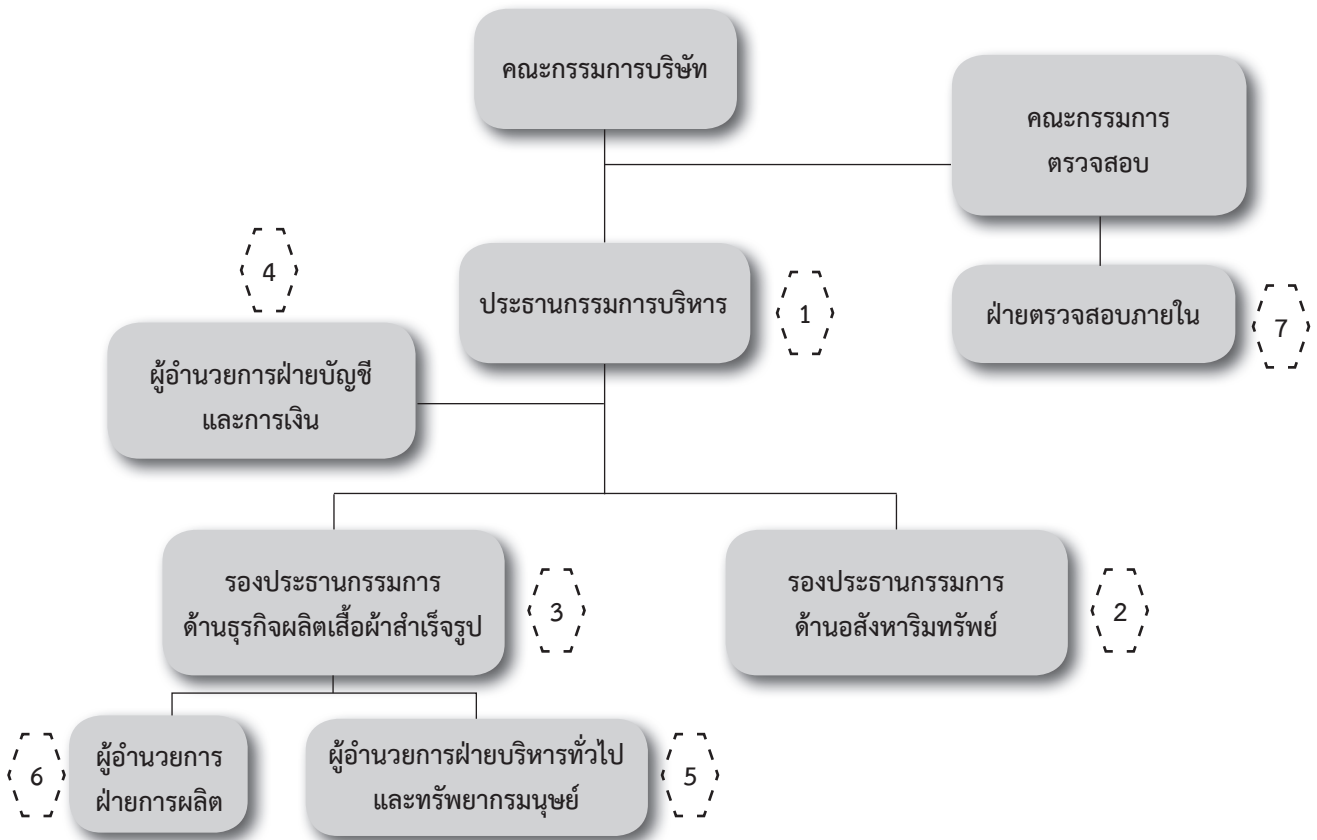 คณะกรรมการบริษัท
คณะกรรมการ
ตรวจสอบ
4
ประธานกรรมการบริหาร
1
ฝ่ายตรวจสอบภายใน
7
ผู้อำนวยการฝ่ายบัญชี
และการเงิน
รองประธานกรรมการ
ด้านธุรกิจผลิตเสื้อผ้าสำเร็จรูป
3
รองประธานกรรมการ
ด้านอสังหาริมทรัพย์
2
6
ผู้อำนวยการ
ฝ่ายการผลิต
ผู้อำนวยการฝ่ายบริหารทั่วไป
และทรัพยากรมนุษย์
5